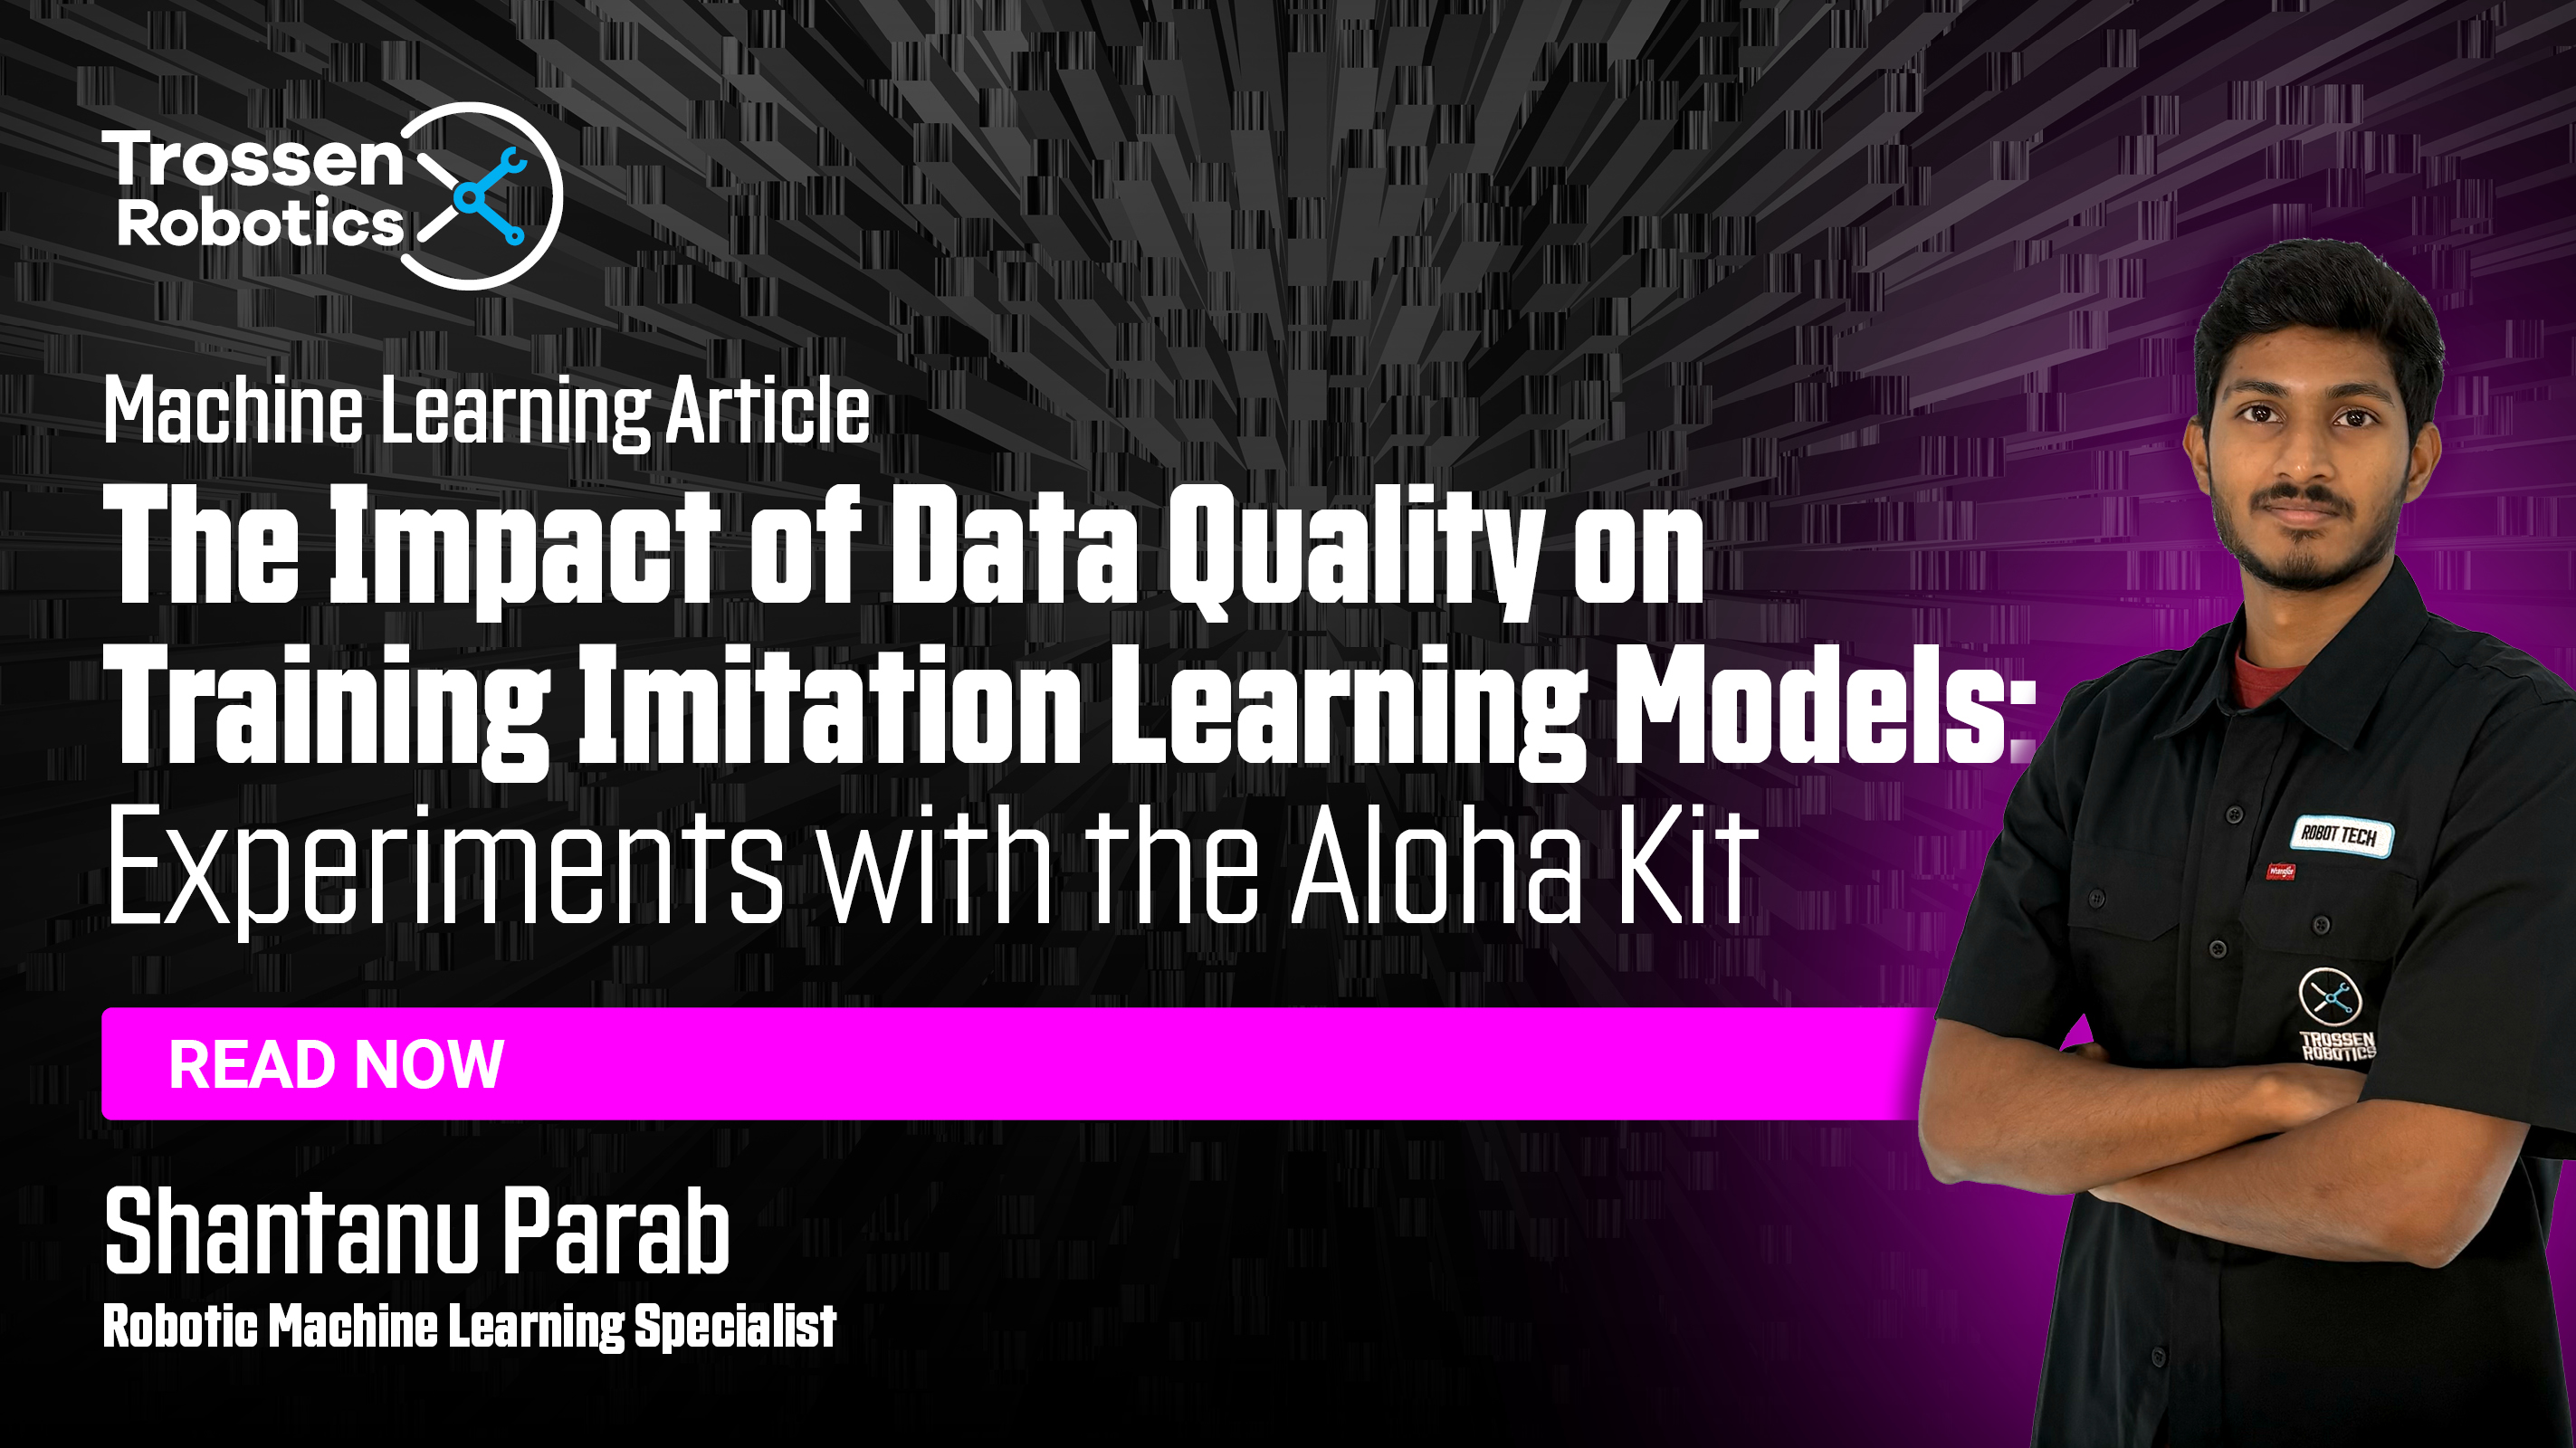 Trossen
Robotics
Machine Learning Article
The Impact of Data Quality on
Training Imitation Learning Models:
Experiments with the Aloha Kit
READ NOW
Shantanu Parab
Robotic Machine Learning Specialist
ROBOT TECH
Wrangler
TROSSEN
ROBOTICS